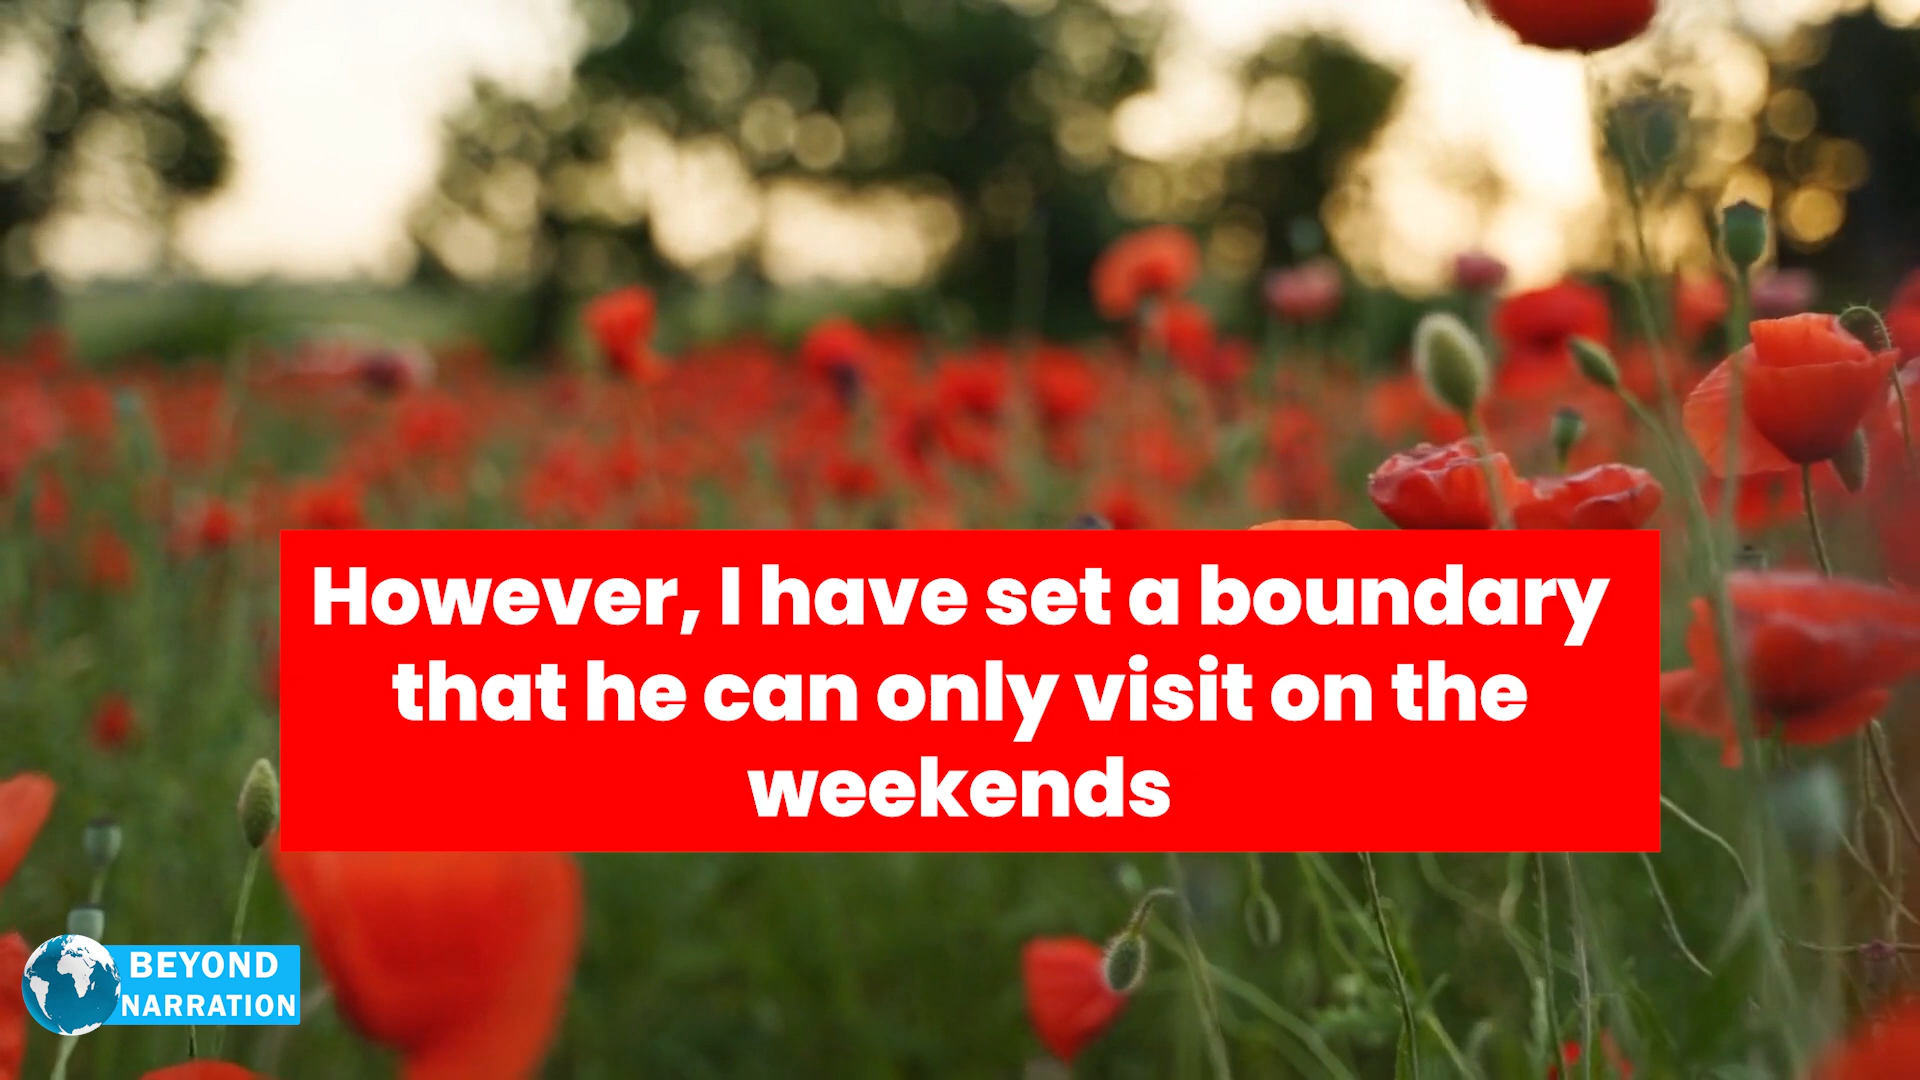 However, I have set a boundary
that he can only visit on the
weekends
BEYOND
NARRATION